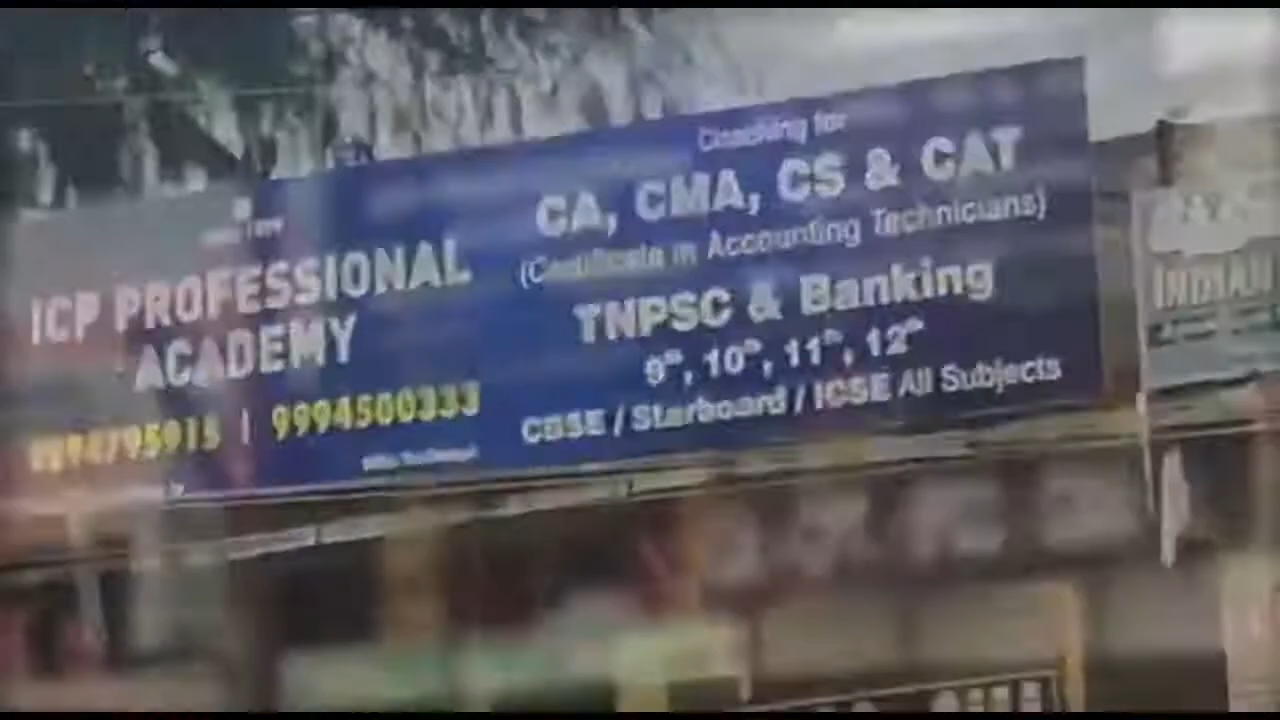 ICP PROFESSIONAL
ACADEMY
9994500333
Coaching for
CA, CMA, CS & CAT
(Certificate in Accounting Technicians)
TNPSC & Banking
9th, 10th, 11th, 12th
CBSE / Starboard / ICSE All Subjects
INDIAN